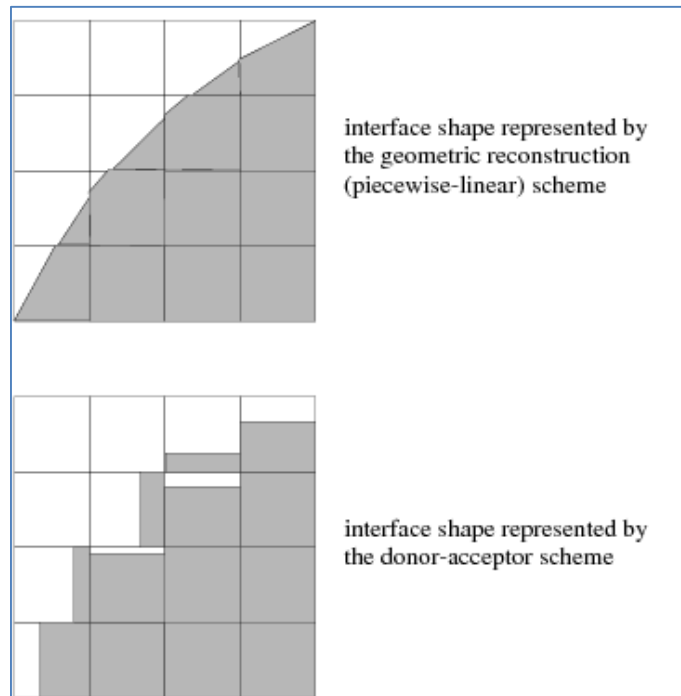 interface shape represented by
the geometric reconstruction
(piecewise-linear) scheme
interface shape represented by
the donor-acceptor scheme